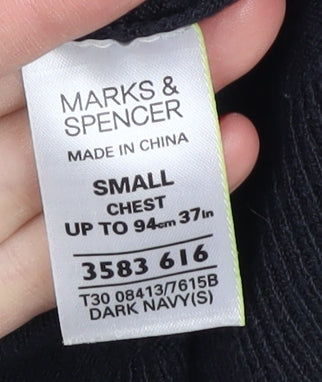 MARKS &
SPENCER
MADE IN CHINA
SMALL
CHEST
UP TO 94cm 37In
3583 616
T30 08413/7615B
DARK NAVY(S)